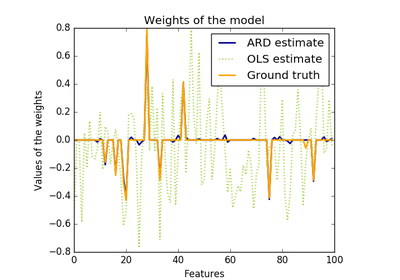 Weights of the model
ARD estimate
OLS estimate
Ground truth
Values of the weights
0.8
0.6
0.4
0.2
0.0
−0.2
−0.4
−0.6
−0.8
0
20
40
60
80
100
Features